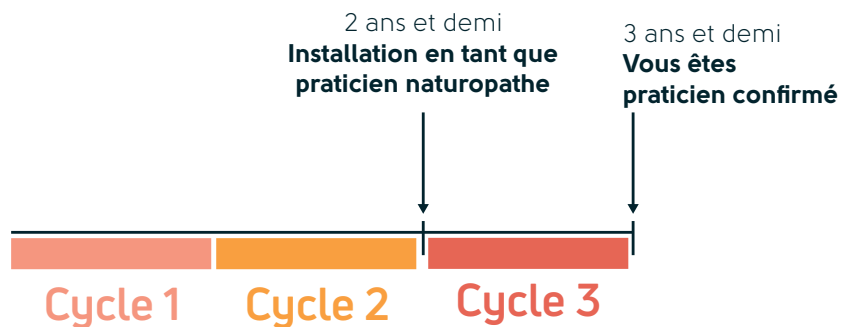 2 ans et demi
Installation en tant que
praticien naturopathe
3 ans et demi
Vous êtes
praticien confirmé
Cycle 1
Cycle 2
Cycle 3